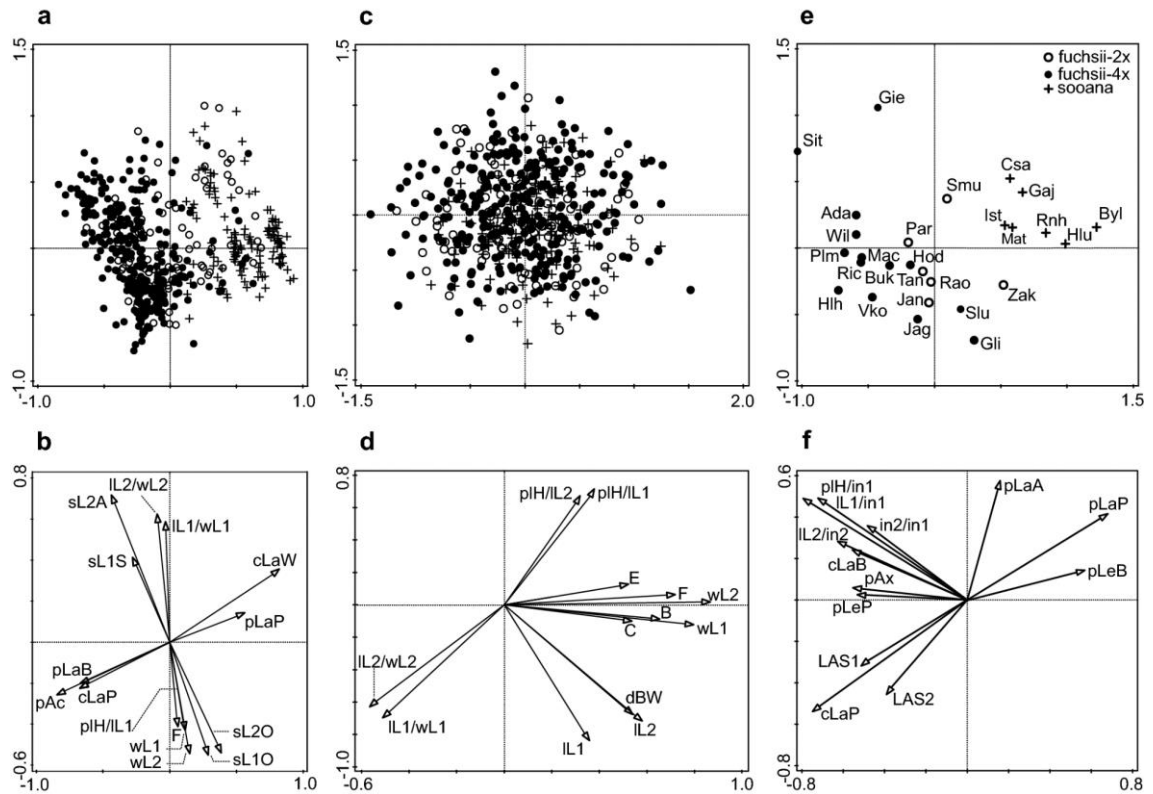 a
1.5
-1.0
-1.0
1.0
c
1.5
-1.5
-1.5
2.0
e
1.5
fuchsii-2x
fuchsii-4x
sooana
Gie
Sit
Csa
Gaj
Smu
Ada
Wil
Par
Ist
Mat
Rnh
Hlu
Byl
Plm
Mac
Hod
Ric
Buk
Tan
Rao
Zak
Hlh
Vko
Jan
Jag
Slu
Gli
-1.0
-1.0
1.5
b
0.8
lL2/wL2
sL2A
lL1/wL1
sL1S
cLaW
pLaP
pLaB
cLaP
pAc
plH/lL1
F
wL1
wL2
sL2O
sL1O
-0.6
-1.0
1.0
d
0.8
plH/lL2
plH/lL1
E
F
wL2
B
C
wL1
lL2/wL2
lL1/wL1
dBW
lL2
lL1
-1.0
-0.6
1.0
f
0.6
plH/in1
lL1/in1
in2/in1
lL2/in2
cLaB
pAx
pLeP
pLaA
pLaP
pLeB
LAS1
LAS2
cLaP
-0.8
-0.8
0.8